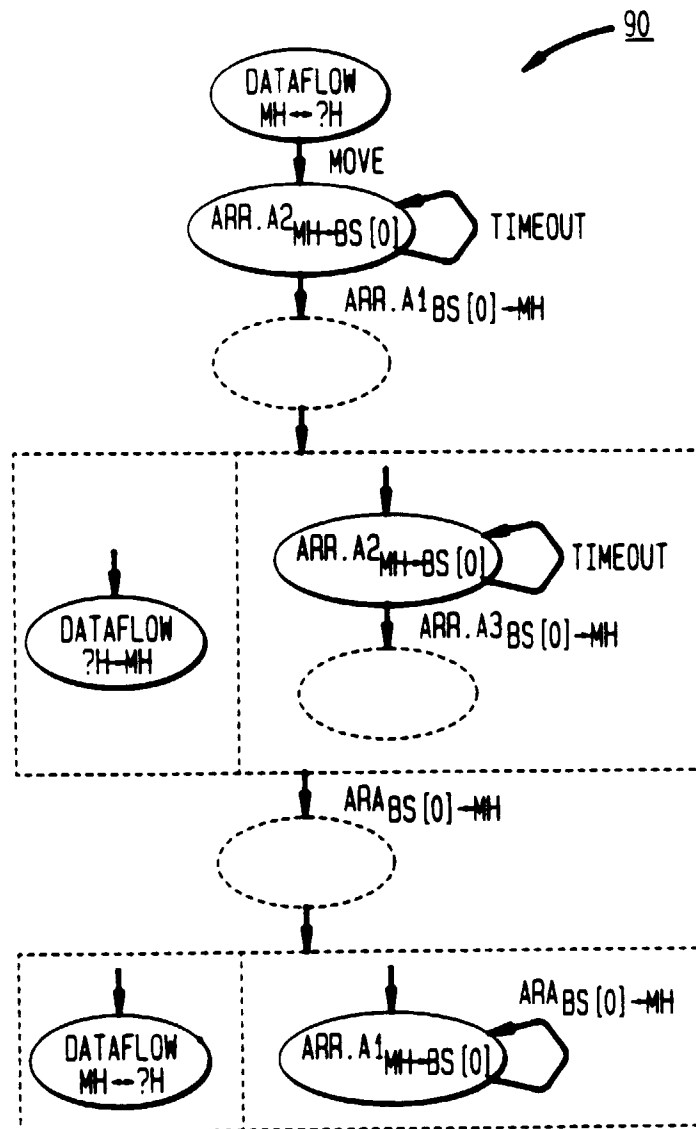 90
DATAFLOW
MH↔?H
MOVE
ARR.A2MH→BS[0]
TIMEOUT
ARR.A1BS[0]→MH
ARR.A2MH→BS[0]
TIMEOUT
DATAFLOW
?H→MH
ARR.A3BS[0]→MH
ARABS[0]→MH
ARABS[0]→MH
DATAFLOW
MH↔?H
ARR.A1MH→BS[0]